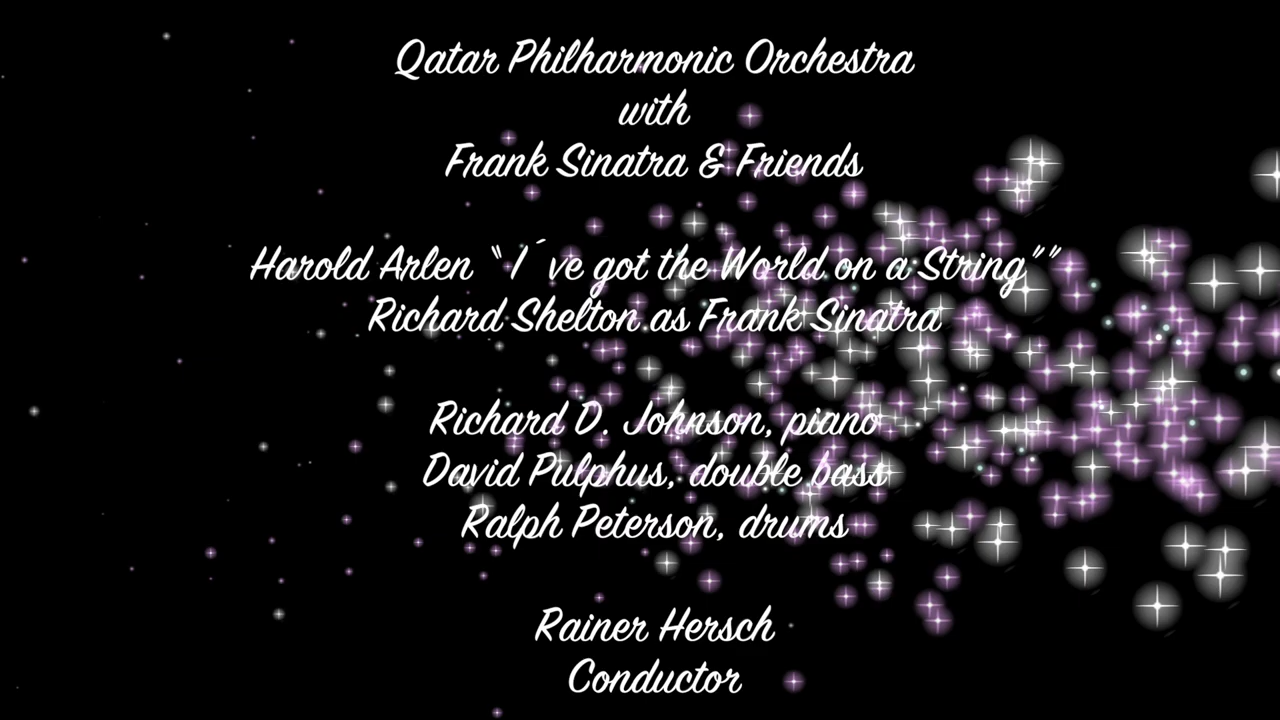 Qatar Philharmonic Orchestra
with
Frank Sinatra & Friends
Harold Arlen “I´ve got the World on a String””
Richard Shelton as Frank Sinatra
Richard D. Johnson, piano
David Pulphus, double bass
Ralph Peterson, drums
Rainer Hersch
Conductor